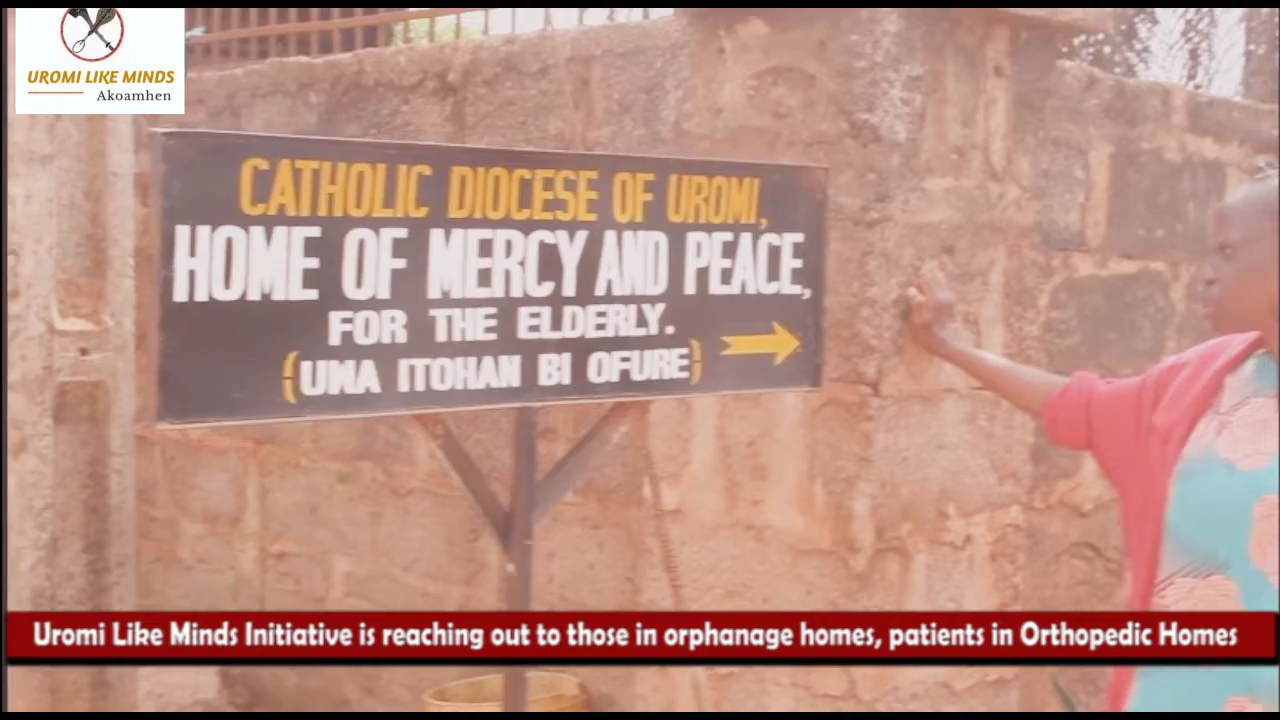 UROMI LIKE MINDS
Akoamhen
CATHOLIC DIOCESE OF UROMI,
HOME OF MERCY AND PEACE,
FOR THE ELDERLY.
(UWA ITOHAN BI OFURE)
Uromi Like Minds Initiative is reaching out to those in orphanage homes, patients in Orthopedic Homes